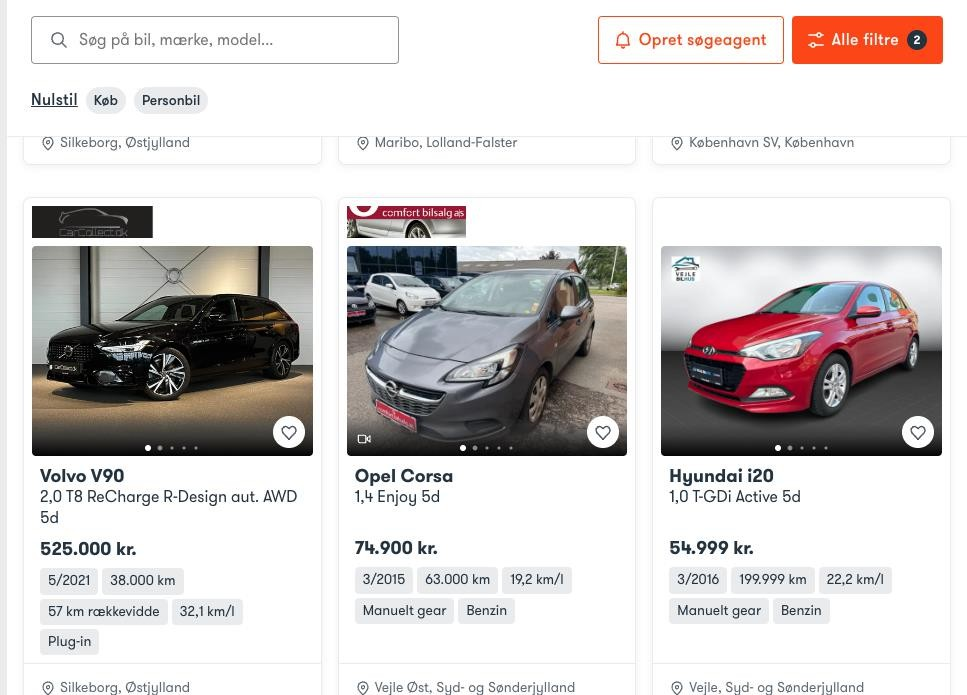 Søg på bil, mærke, model...
Opret søgeagent
Alle filtre 2
Nulstil
Køb
Personbil
Silkeborg, Østjylland
Maribo, Lolland-Falster
København SV, København
CarCollect.dk
comfort bilsalg a/s
VEJLE
BILHUS
Volvo V90
2,0 T8 ReCharge R-Design aut. AWD
5d
525.000 kr.
5/2021
38.000 km
57 km rækkevidde
32,1 km/l
Plug-in
Silkeborg, Østjylland
Opel Corsa
1,4 Enjoy 5d
74.900 kr.
3/2015
63.000 km
19,2 km/l
Manuelt gear
Benzin
Vejle Øst, Syd- og Sønderjylland
Hyundai i20
1,0 T-GDi Active 5d
54.999 kr.
3/2016
199.999 km
22,2 km/l
Manuelt gear
Benzin
Vejle, Syd- og Sønderjylland